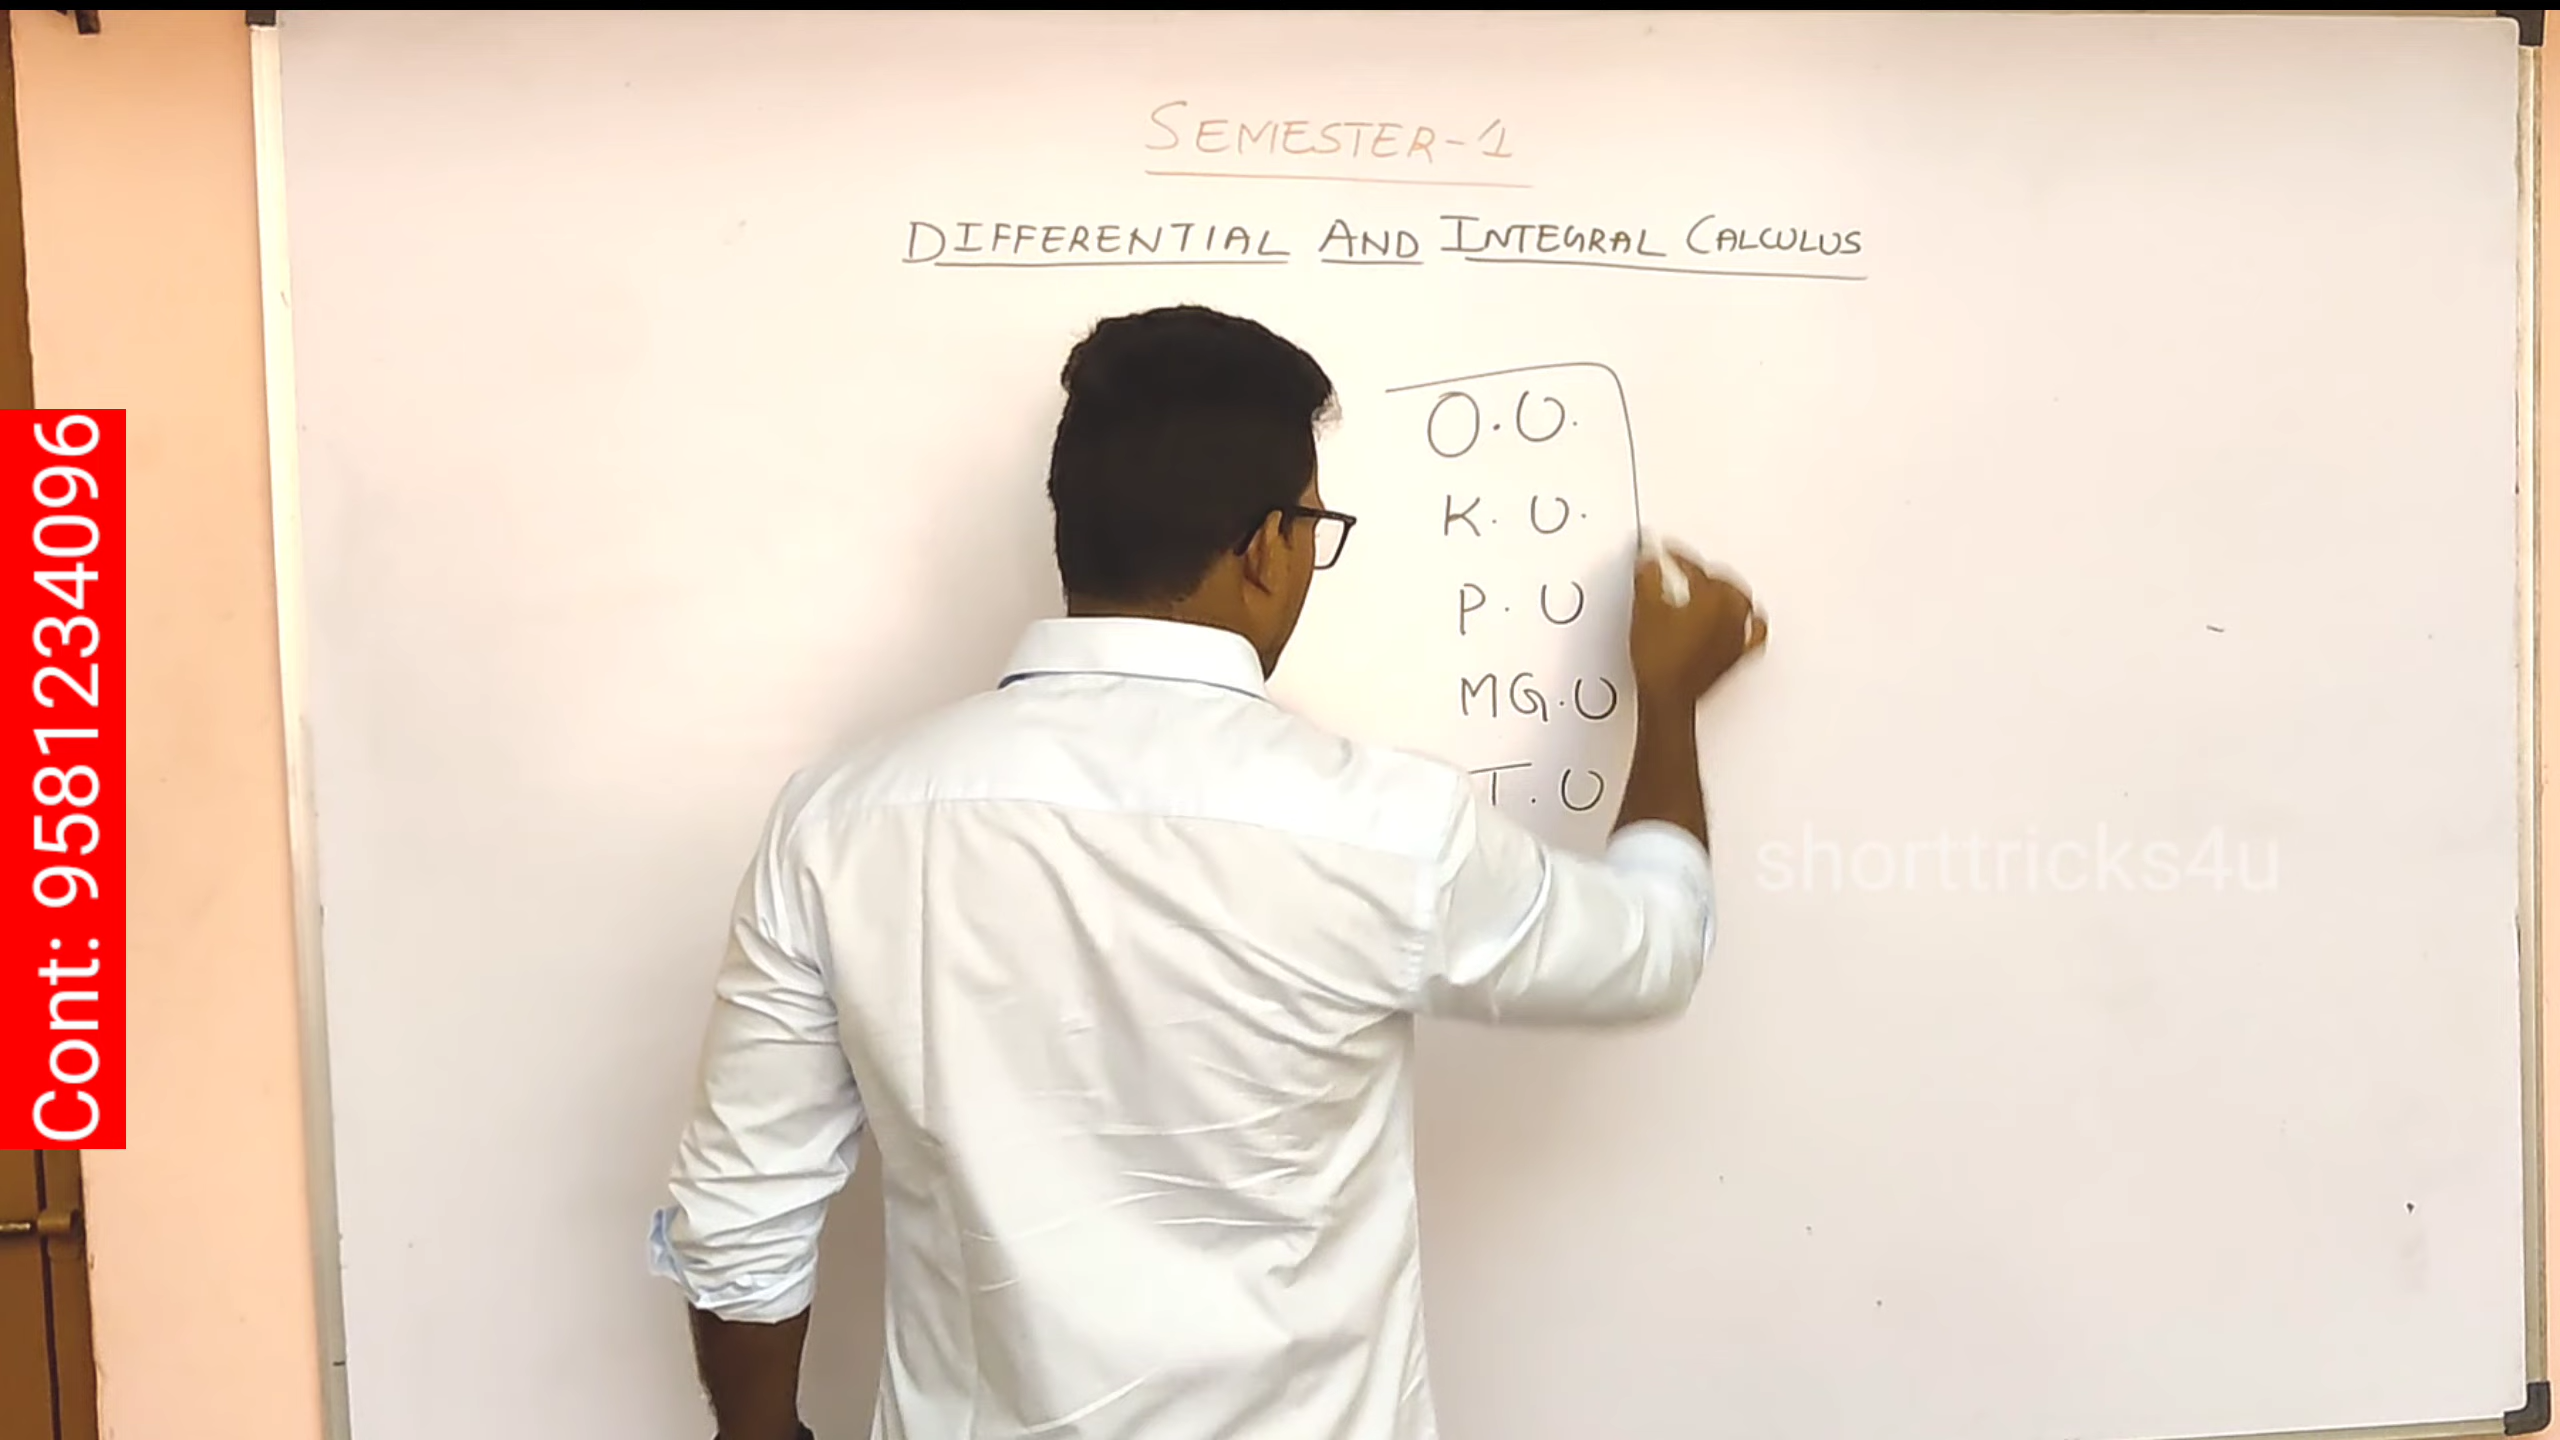 SEMESTER-1
DIFFERENTIAL AND INTEGRAL CALCULUS
O.U.
K.U.
P.U
MG.U
T.U
shorttricks4u
Cont: 9581234096